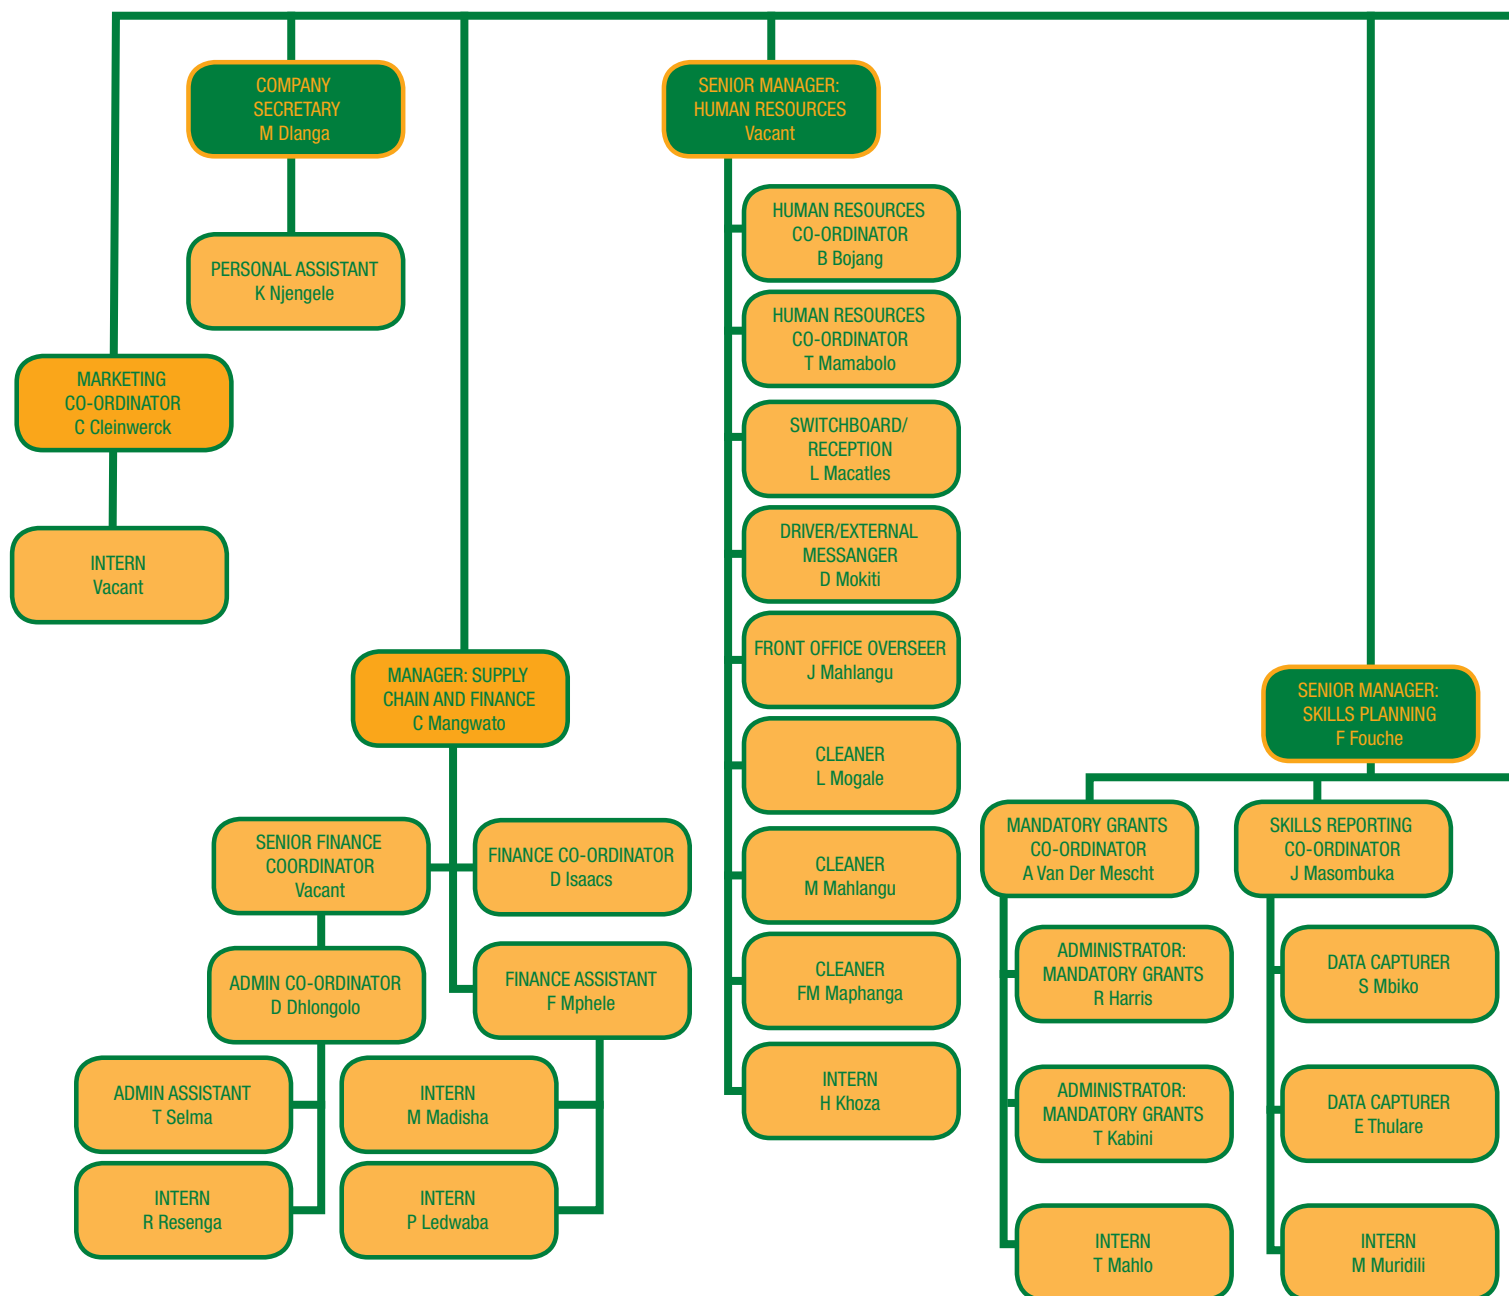 COMPANY
SECRETARY
M Dlanga
PERSONAL ASSISTANT
K Njengele
MARKETING
CO-ORDINATOR
C Cleinwerck
INTERN
Vacant
MANAGER: SUPPLY
CHAIN AND FINANCE
C Mangwato
SENIOR FINANCE
COORDINATOR
Vacant
FINANCE CO-ORDINATOR
D Isaacs
ADMIN CO-ORDINATOR
D Dhlongolo
FINANCE ASSISTANT
F Mphele
ADMIN ASSISTANT
T Selma
INTERN
M Madisha
INTERN
R Resenga
INTERN
P Ledwaba
SENIOR MANAGER:
HUMAN RESOURCES
Vacant
HUMAN RESOURCES
CO-ORDINATOR
B Bojang
HUMAN RESOURCES
CO-ORDINATOR
T Mamabolo
SWITCHBOARD/
RECEPTION
L Macatles
DRIVER/EXTERNAL
MESSANGER
D Mokiti
FRONT OFFICE OVERSEER
J Mahlangu
CLEANER
L Mogale
CLEANER
M Mahlangu
CLEANER
FM Maphanga
INTERN
H Khoza
SENIOR MANAGER:
SKILLS PLANNING
F Fouche
MANDATORY GRANTS
CO-ORDINATOR
A Van Der Mescht
ADMINISTRATOR:
MANDATORY GRANTS
R Harris
ADMINISTRATOR:
MANDATORY GRANTS
T Kabini
INTERN
T Mahlo
SKILLS REPORTING
CO-ORDINATOR
J Masombuka
DATA CAPTURER
S Mbiko
DATA CAPTURER
E Thulare
INTERN
M Muridili